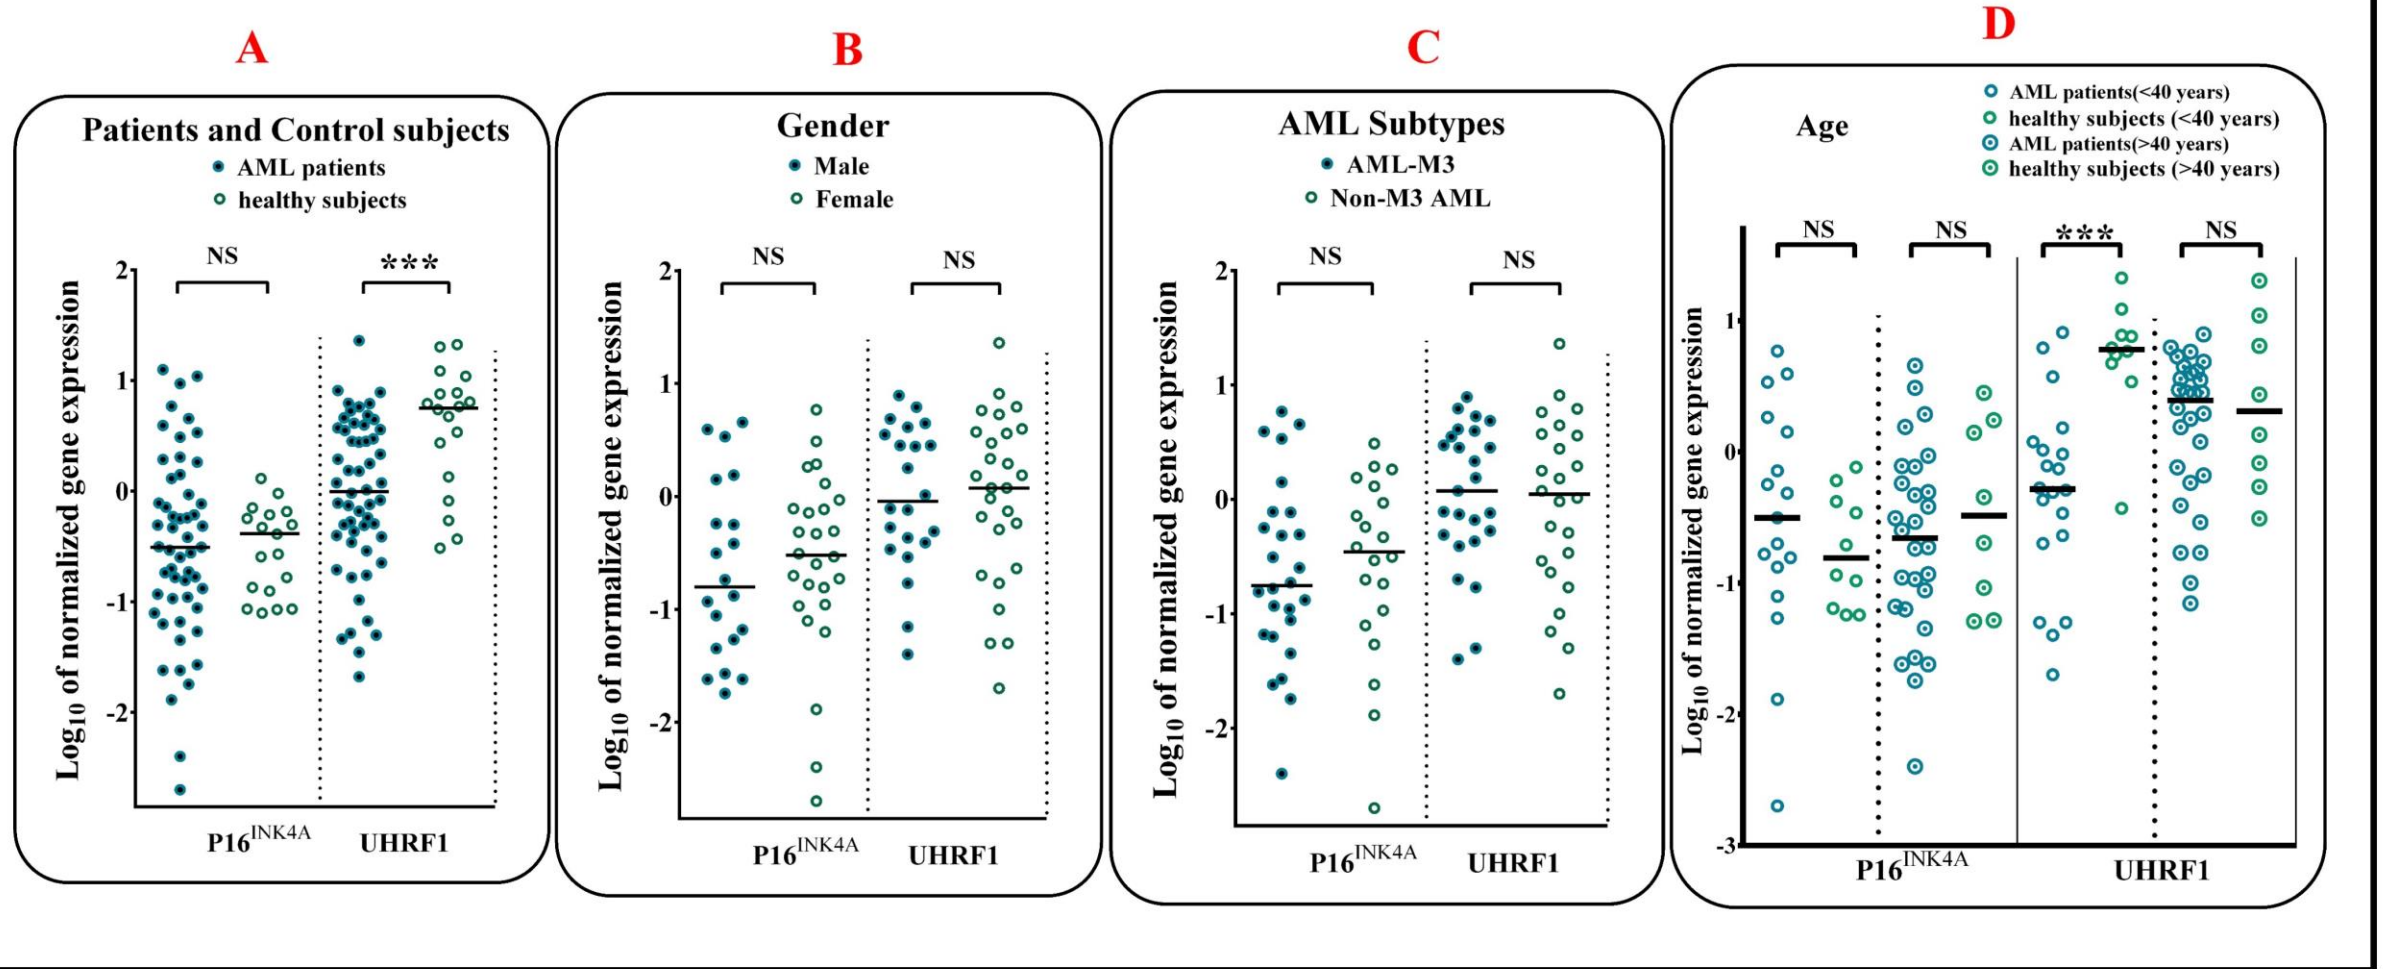 A
Patients and Control subjects
AML patients
healthy subjects
NS
***
Log10 of normalized gene expression
2
1
0
-1
-2
P16INK4A
UHRF1
B
Gender
Male
Female
NS
NS
Log10 of normalized gene expression
2
1
0
-1
-2
P16INK4A
UHRF1
C
AML Subtypes
AML-M3
Non-M3 AML
NS
NS
Log10 of normalized gene expression
2
1
0
-1
-2
P16INK4A
UHRF1
D
Age
AML patients(<40 years)
healthy subjects (<40 years)
AML patients(>40 years)
healthy subjects (>40 years)
NS
NS
***
NS
Log10 of normalized gene expression
1
0
-1
-2
-3
P16INK4A
UHRF1